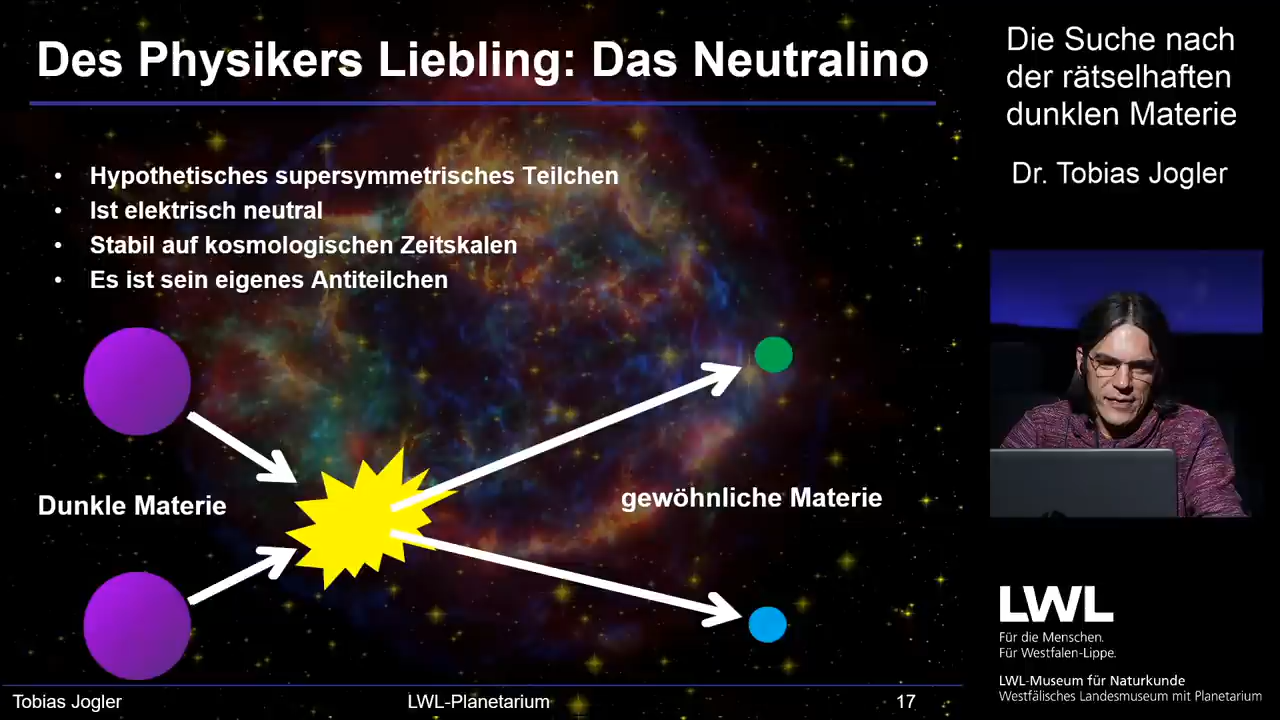 Des Physikers Liebling: Das Neutralino
• Hypothetisches supersymmetrisches Teilchen
• Ist elektrisch neutral
• Stabil auf kosmologischen Zeitskalen
• Es ist sein eigenes Antiteilchen
Dunkle Materie
gewöhnliche Materie
Tobias Jogler
LWL-Planetarium
17
Die Suche nach
der rätselhaften
dunklen Materie
Dr. Tobias Jogler
LWL
Für die Menschen.
Für Westfalen-Lippe.
LWL-Museum für Naturkunde
Westfälisches Landesmuseum mit Planetarium